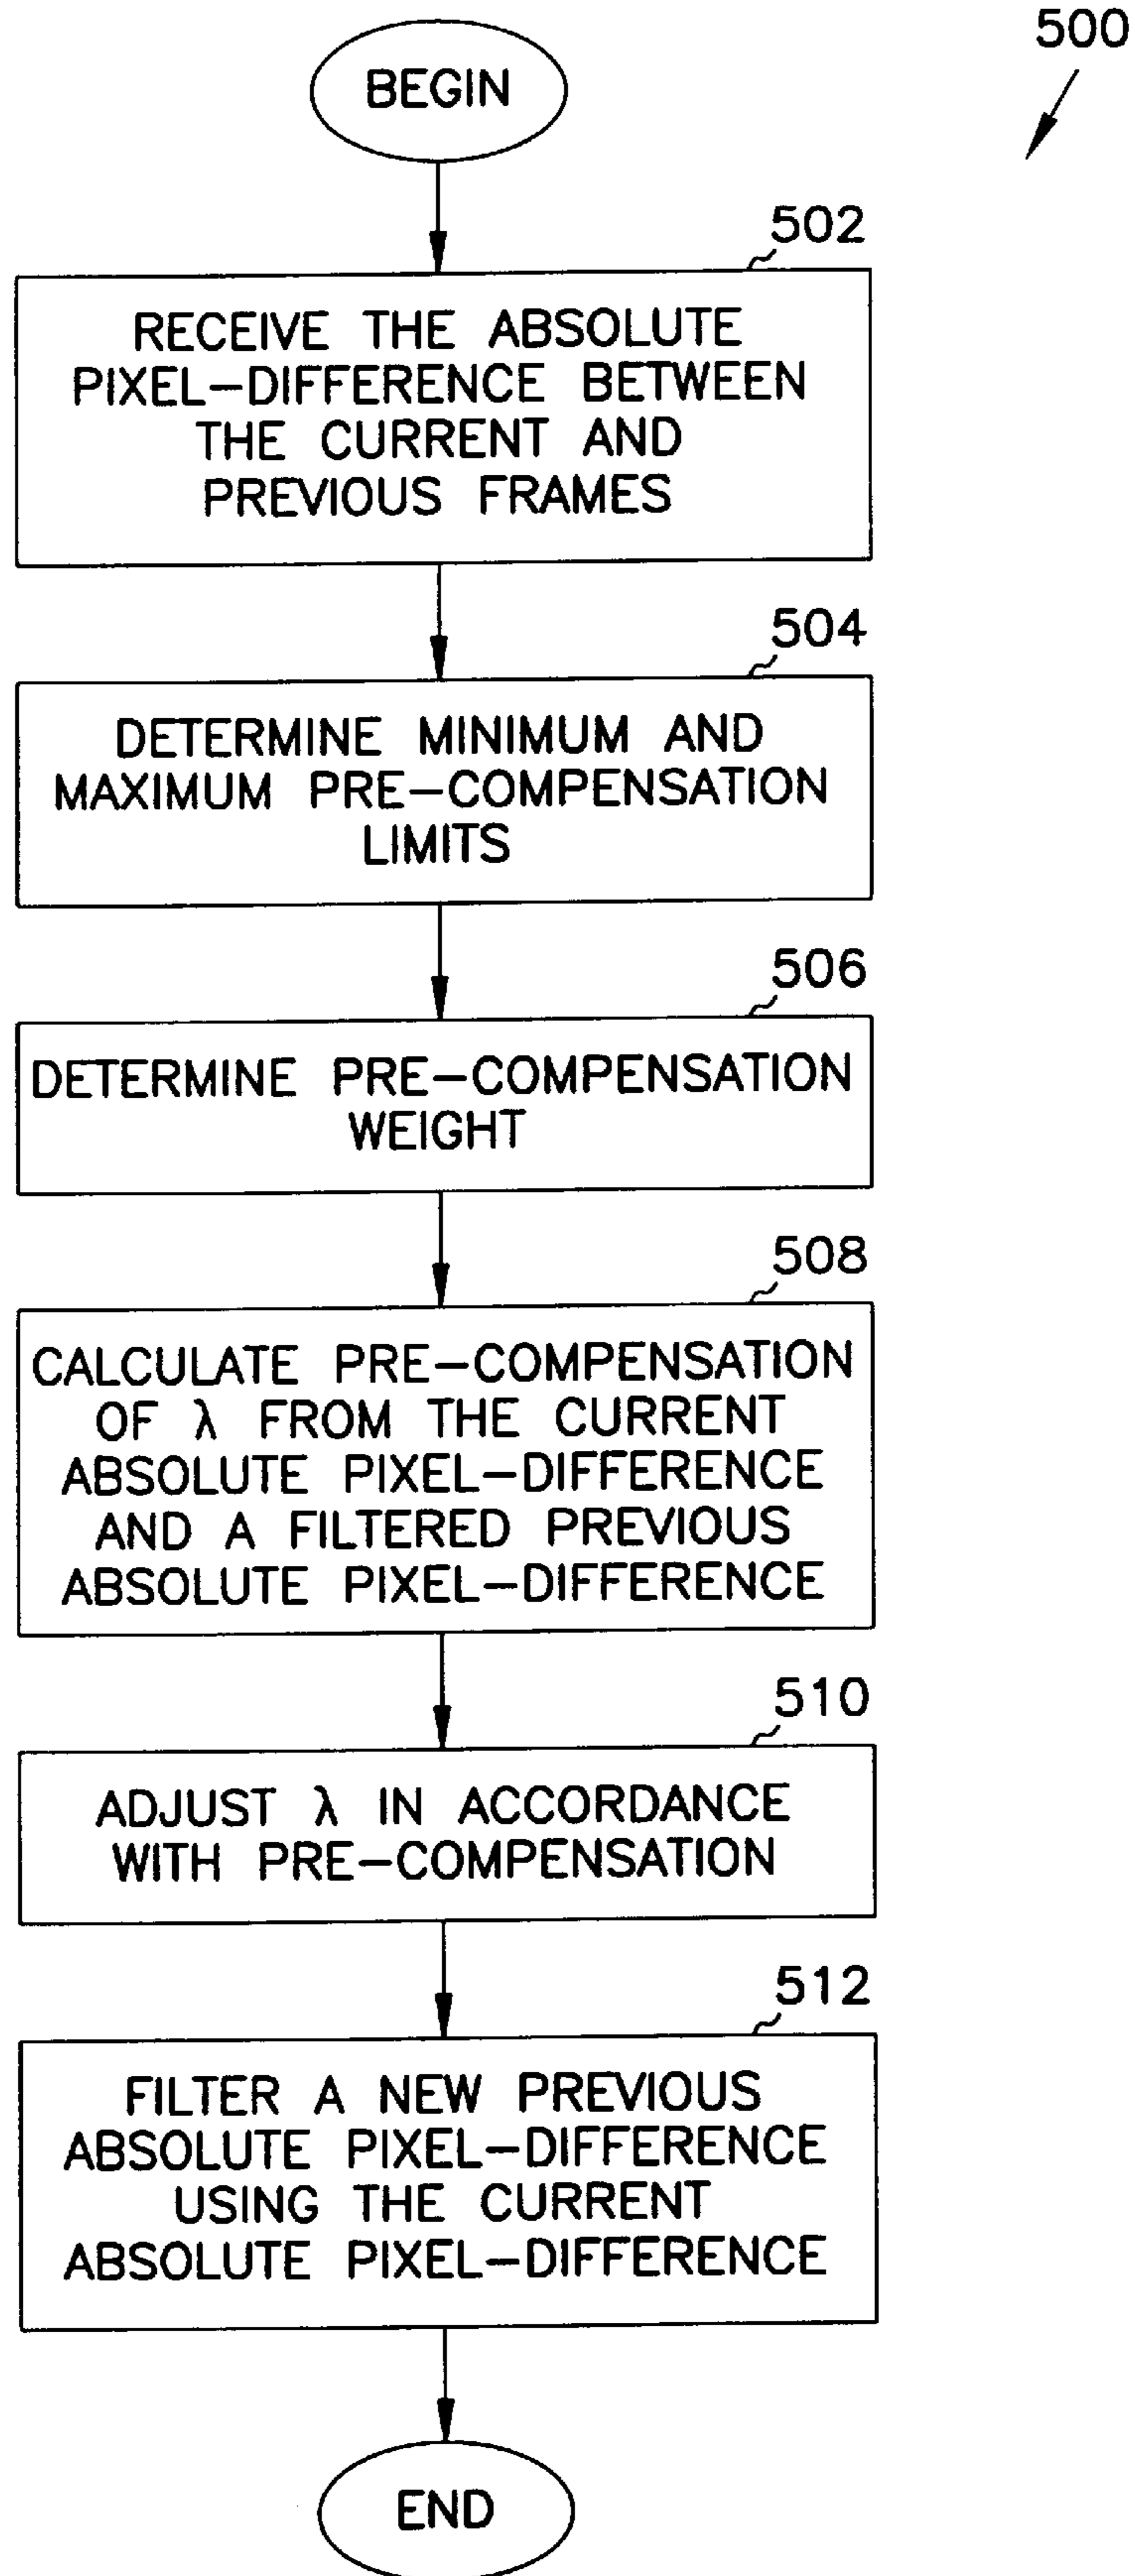 500
BEGIN
502
RECEIVE THE ABSOLUTE
PIXEL-DIFFERENCE BETWEEN
THE CURRENT AND
PREVIOUS FRAMES
504
DETERMINE MINIMUM AND
MAXIMUM PRE-COMPENSATION
LIMITS
506
DETERMINE PRE-COMPENSATION
WEIGHT
508
CALCULATE PRE-COMPENSATION
OF λ FROM THE CURRENT
ABSOLUTE PIXEL-DIFFERENCE
AND A FILTERED PREVIOUS
ABSOLUTE PIXEL-DIFFERENCE
510
ADJUST λ IN ACCORDANCE
WITH PRE-COMPENSATION
512
FILTER A NEW PREVIOUS
ABSOLUTE PIXEL-DIFFERENCE
USING THE CURRENT
ABSOLUTE PIXEL-DIFFERENCE
END